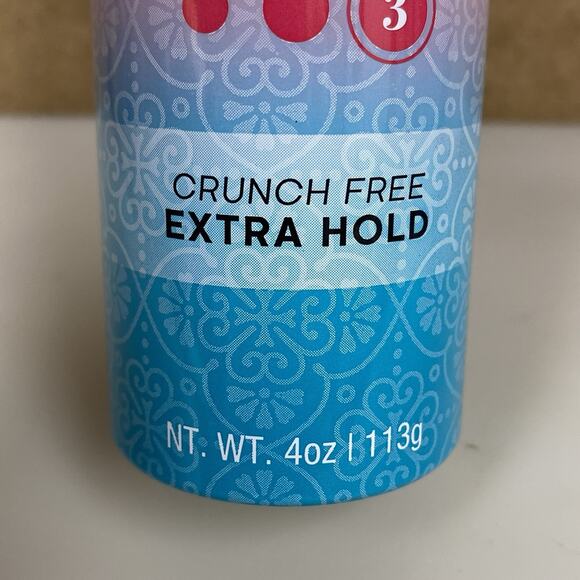 3
CRUNCH FREE
EXTRA HOLD
NT. WT. 4oz | 113g